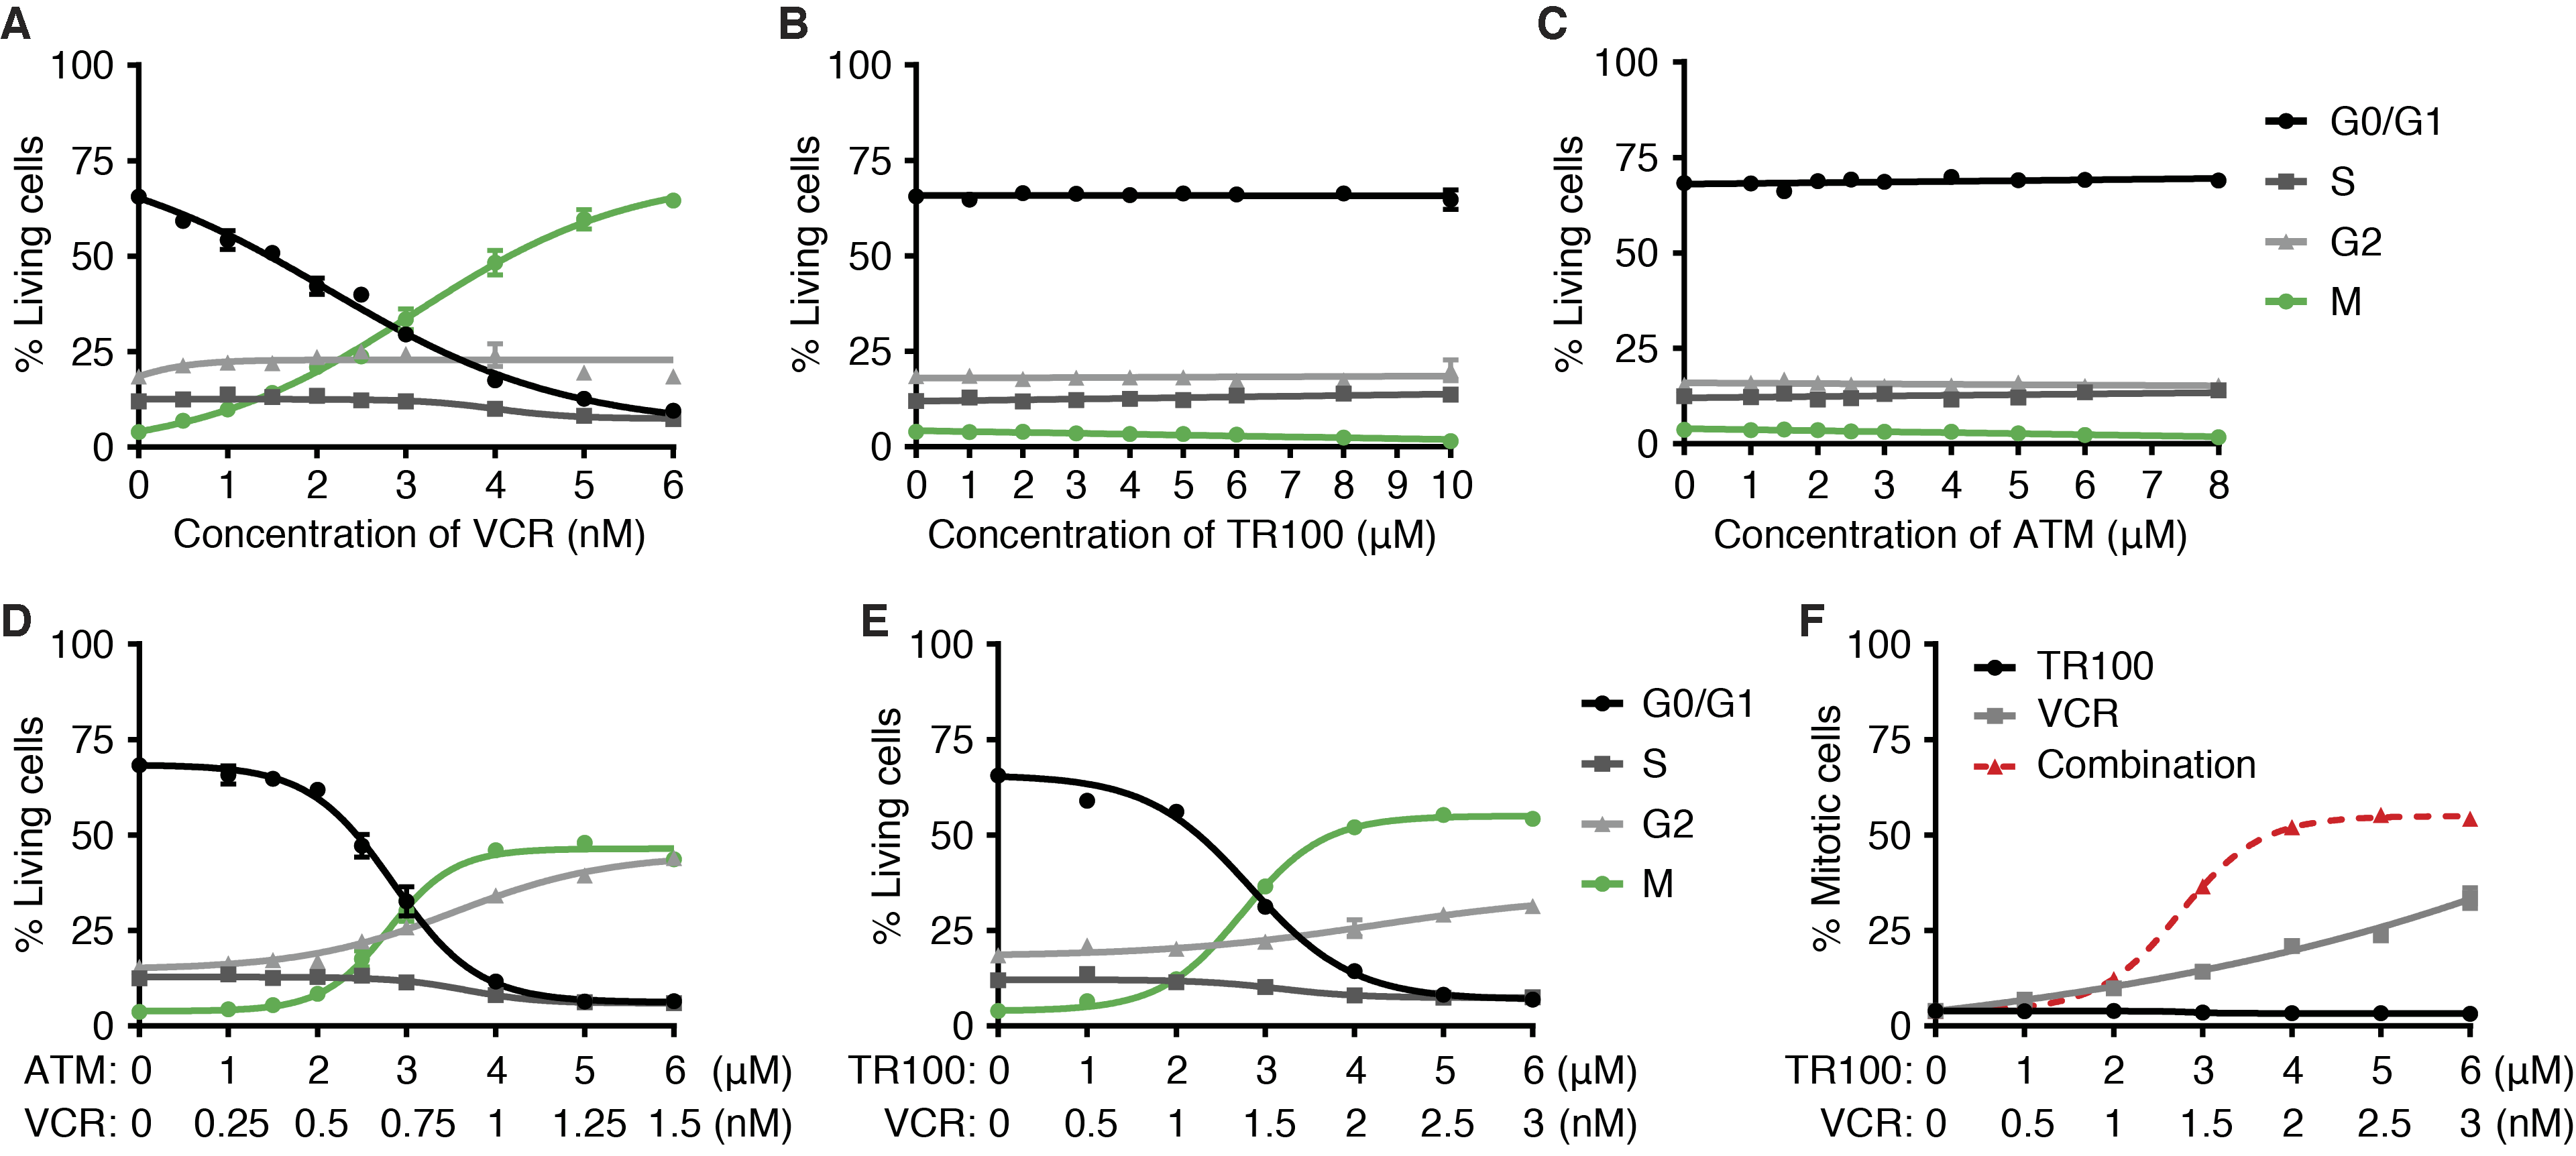 A
100
75
50
25
0
% Living cells
0 1 2 3 4 5 6
Concentration of VCR (nM)
B
100
75
50
25
0
% Living cells
0 1 2 3 4 5 6 7 8 9 10
Concentration of TR100 (µM)
C
100
75
50
25
0
% Living cells
0 1 2 3 4 5 6 7 8
Concentration of ATM (µM)
G0/G1
S
G2
M
D
100
75
50
25
0
% Living cells
ATM: 0 1 2 3 4 5 6 (µM)
VCR: 0 0.25 0.5 0.75 1 1.25 1.5 (nM)
E
100
75
50
25
0
% Living cells
TR100: 0 1 2 3 4 5 6 (µM)
VCR: 0 0.5 1 1.5 2 2.5 3 (nM)
G0/G1
S
G2
M
F
100
75
50
25
0
% Mitotic cells
TR100
VCR
Combination
TR100: 0 1 2 3 4 5 6 (µM)
VCR: 0 0.5 1 1.5 2 2.5 3 (nM)